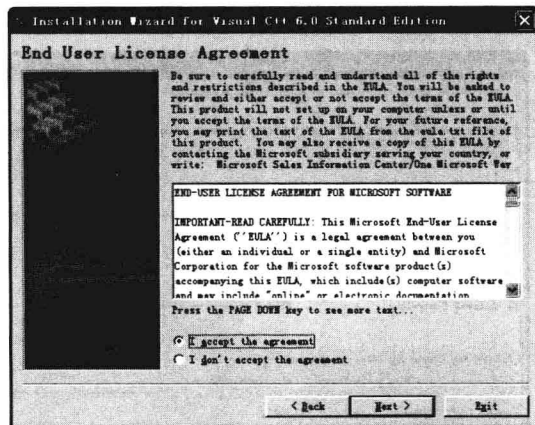 Installation Wizard for Visual C++ 6.0 Standard Edition
End User License Agreement
Be sure to carefully read and understand all of the rights
and restrictions described in the EULA. You will be asked to
review and either accept or not accept the terms of the EULA.
This product will not set up on your computer unless or until
you accept the terms of the EULA. For your future reference,
you may print the text of the EULA from the eula.txt file of
this product. You may also receive a copy of this EULA by
contacting the Microsoft subsidiary serving your country, or
write: Microsoft Sales Information Center/One Microsoft Way
END-USER LICENSE AGREEMENT FOR MICROSOFT SOFTWARE
IMPORTANT-READ CAREFULLY: This Microsoft End-User License
Agreement (''EULA'') is a legal agreement between you
(either an individual or a single entity) and Microsoft
Corporation for the Microsoft software product(s)
accompanying this EULA, which include(s) computer software
and may include "online" or electronic documentation
Press the PAGE DOWN key to see more text...
I accept the agreement
I don't accept the agreement
< Back Next > Exit